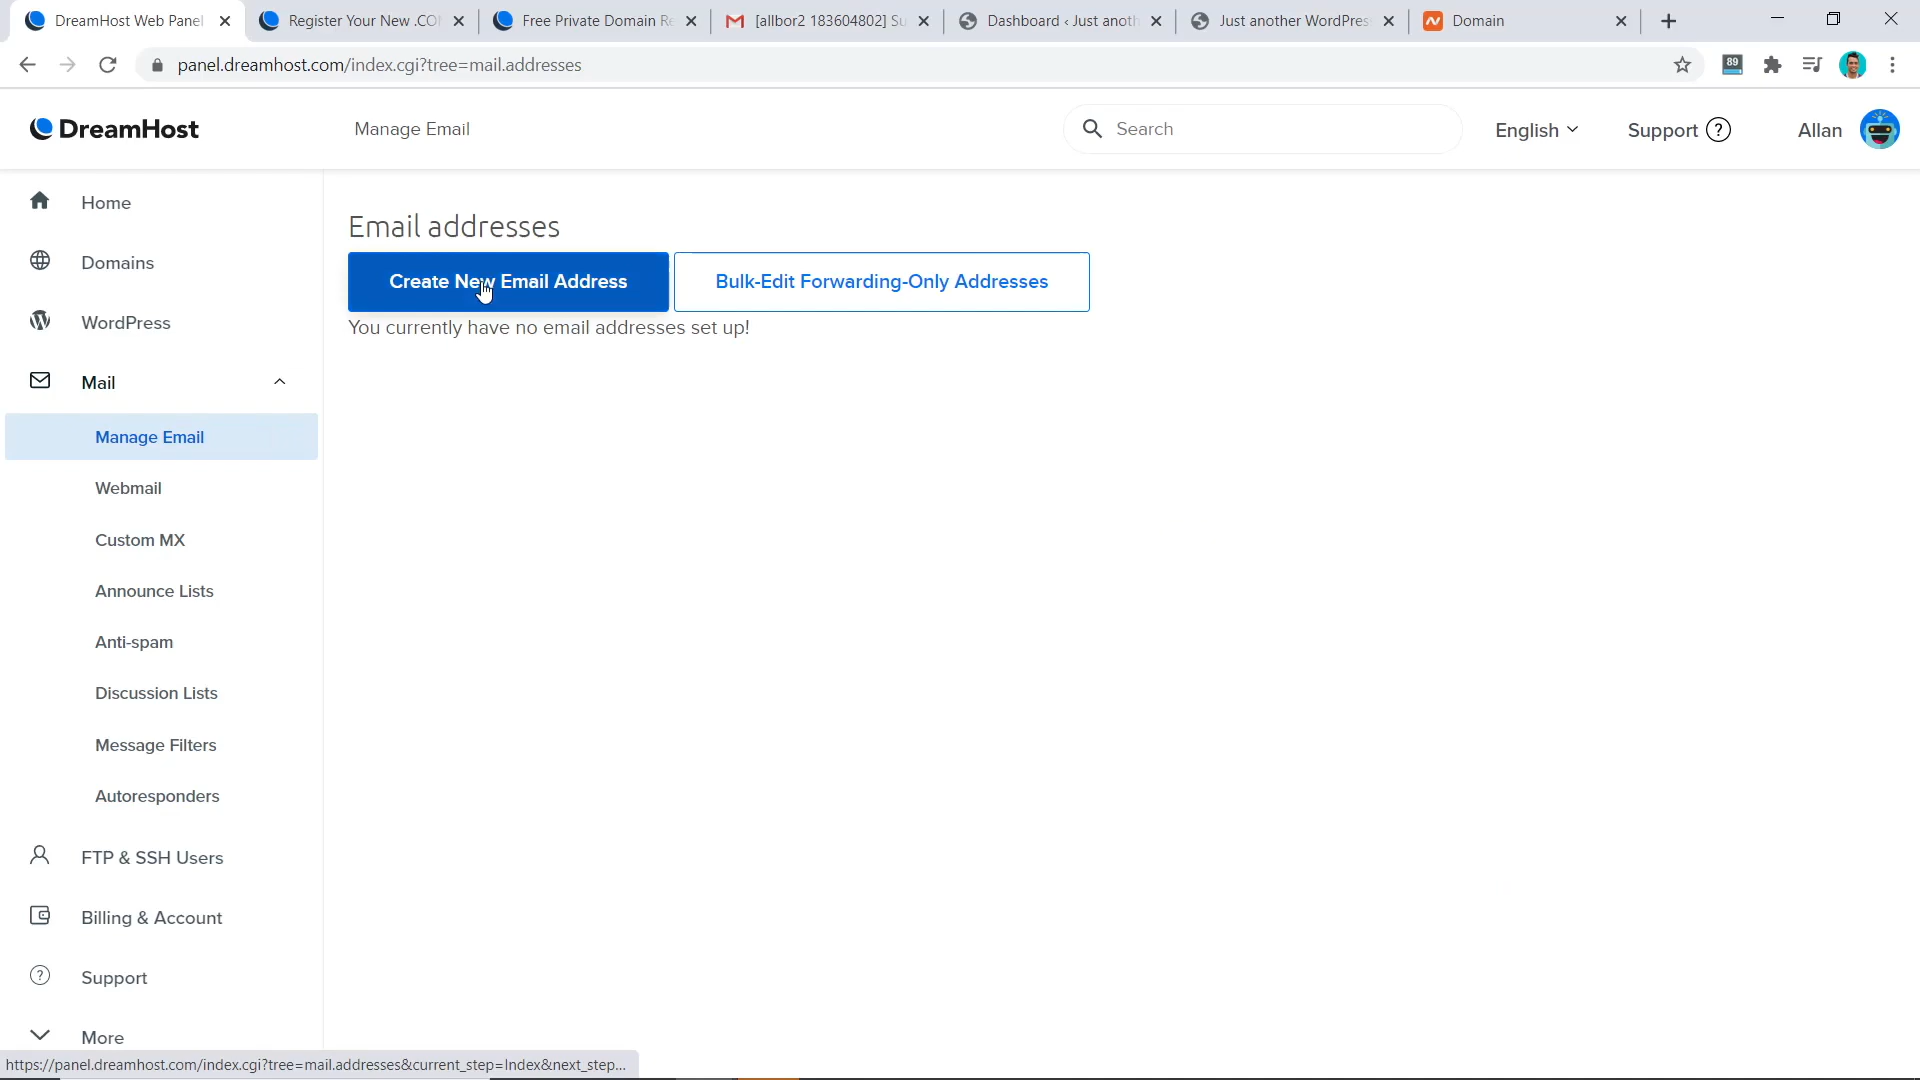 DreamHost Web Panel
Register Your New .CO
Free Private Domain Re
[allbor2 183604802] Su
Dashboard ‹ Just anoth
Just another WordPres
Domain
panel.dreamhost.com/index.cgi?tree=mail.addresses
89
DreamHost
Manage Email
Search
English
Support ?
Allan
Home
Domains
WordPress
Mail
Manage Email
Webmail
Custom MX
Announce Lists
Anti-spam
Discussion Lists
Message Filters
Autoresponders
FTP & SSH Users
Billing & Account
Support
More
Email addresses
Create New Email Address
Bulk-Edit Forwarding-Only Addresses
You currently have no email addresses set up!
https://panel.dreamhost.com/index.cgi?tree=mail.addresses&current_step=Index&next_step...